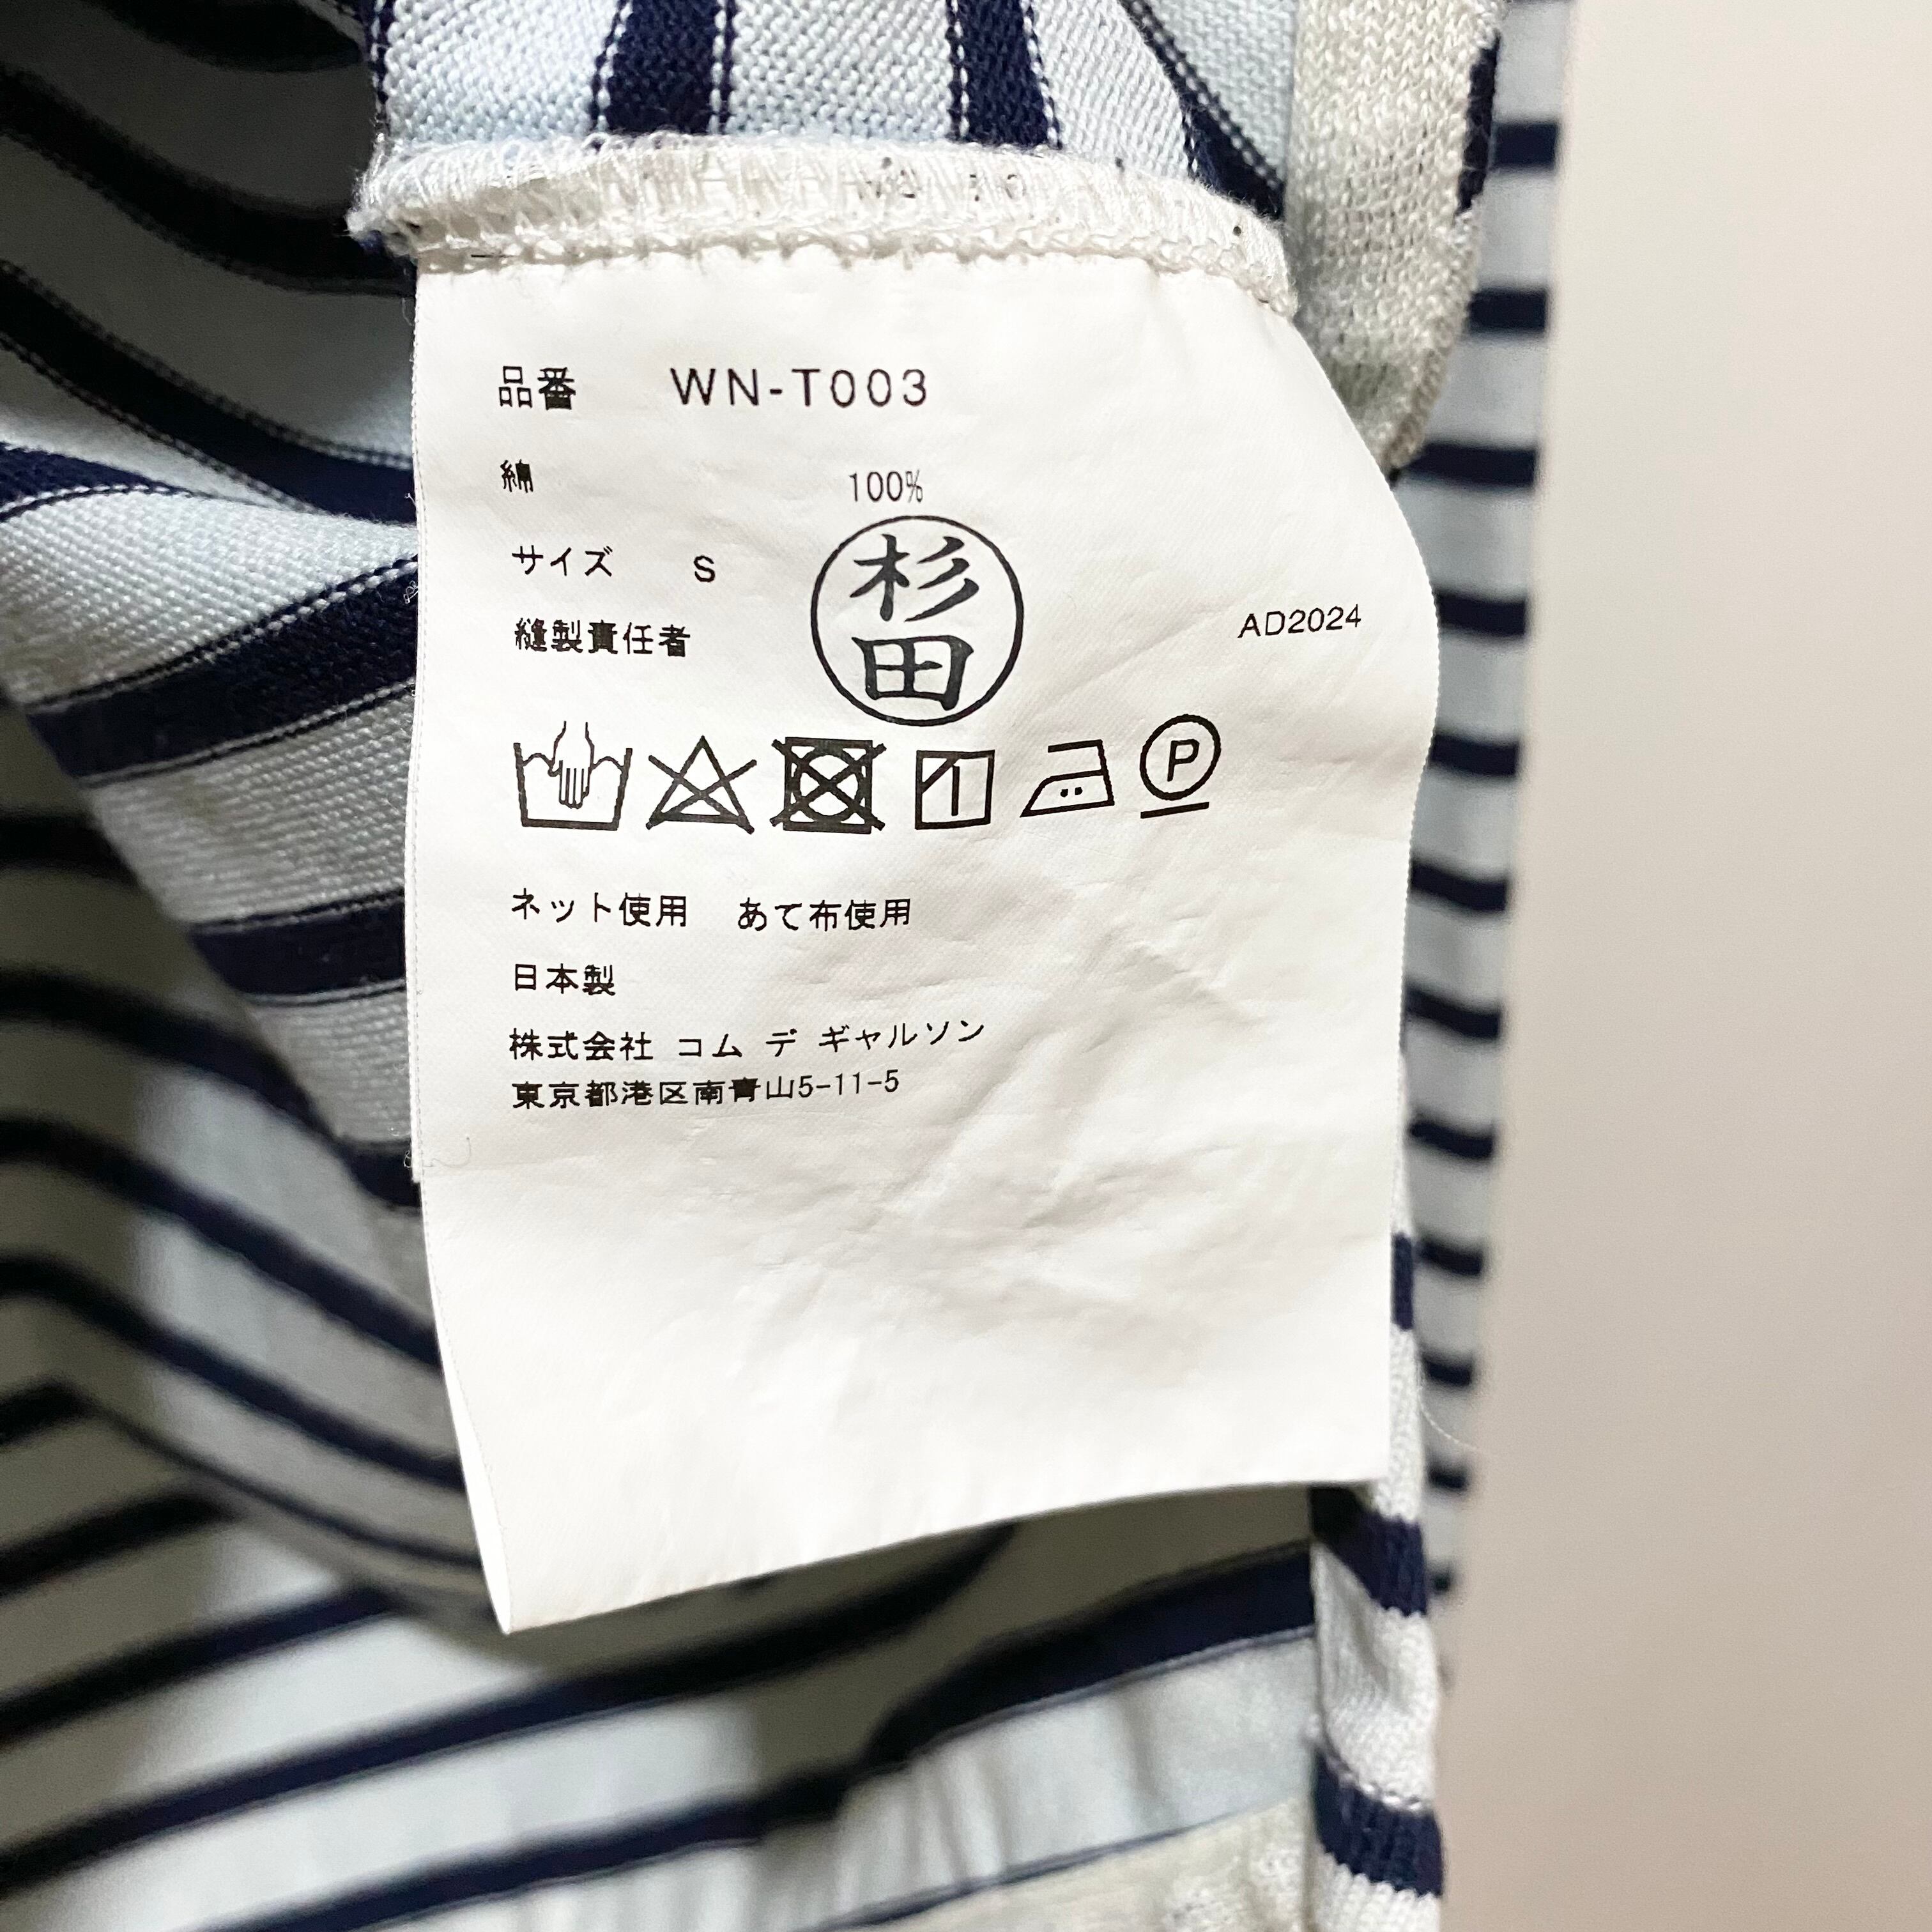 品番 WN-T003
綿 100%
サイズ S
縫製責任者 杉田 AD2024
P
ネット使用 あて布使用
日本製
株式会社 コム デ ギャルソン
東京都港区南青山5-11-5